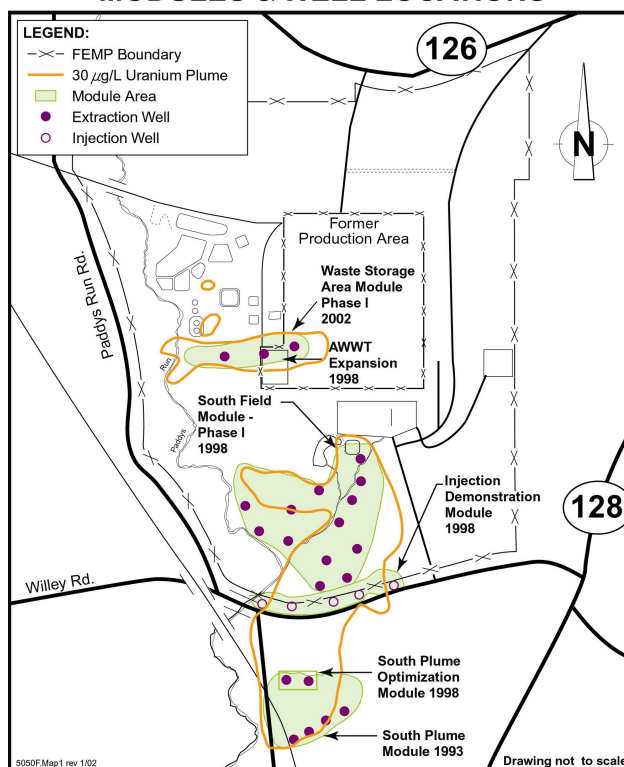 LEGEND:
FEMP Boundary
30 µg/L Uranium Plume
Module Area
Extraction Well
Injection Well
126
N
Former
Production Area
Paddys Run Rd.
Waste Storage
Area Module
Phase I
2002
AWWT
Expansion
1998
Run
Paddys
South Field
Module -
Phase I
1998
Injection
Demonstration
Module
1998
128
Willey Rd.
South Plume
Optimization
Module 1998
South Plume
Module 1993
5050F.Map1 rev 1/02
Drawing not to scale